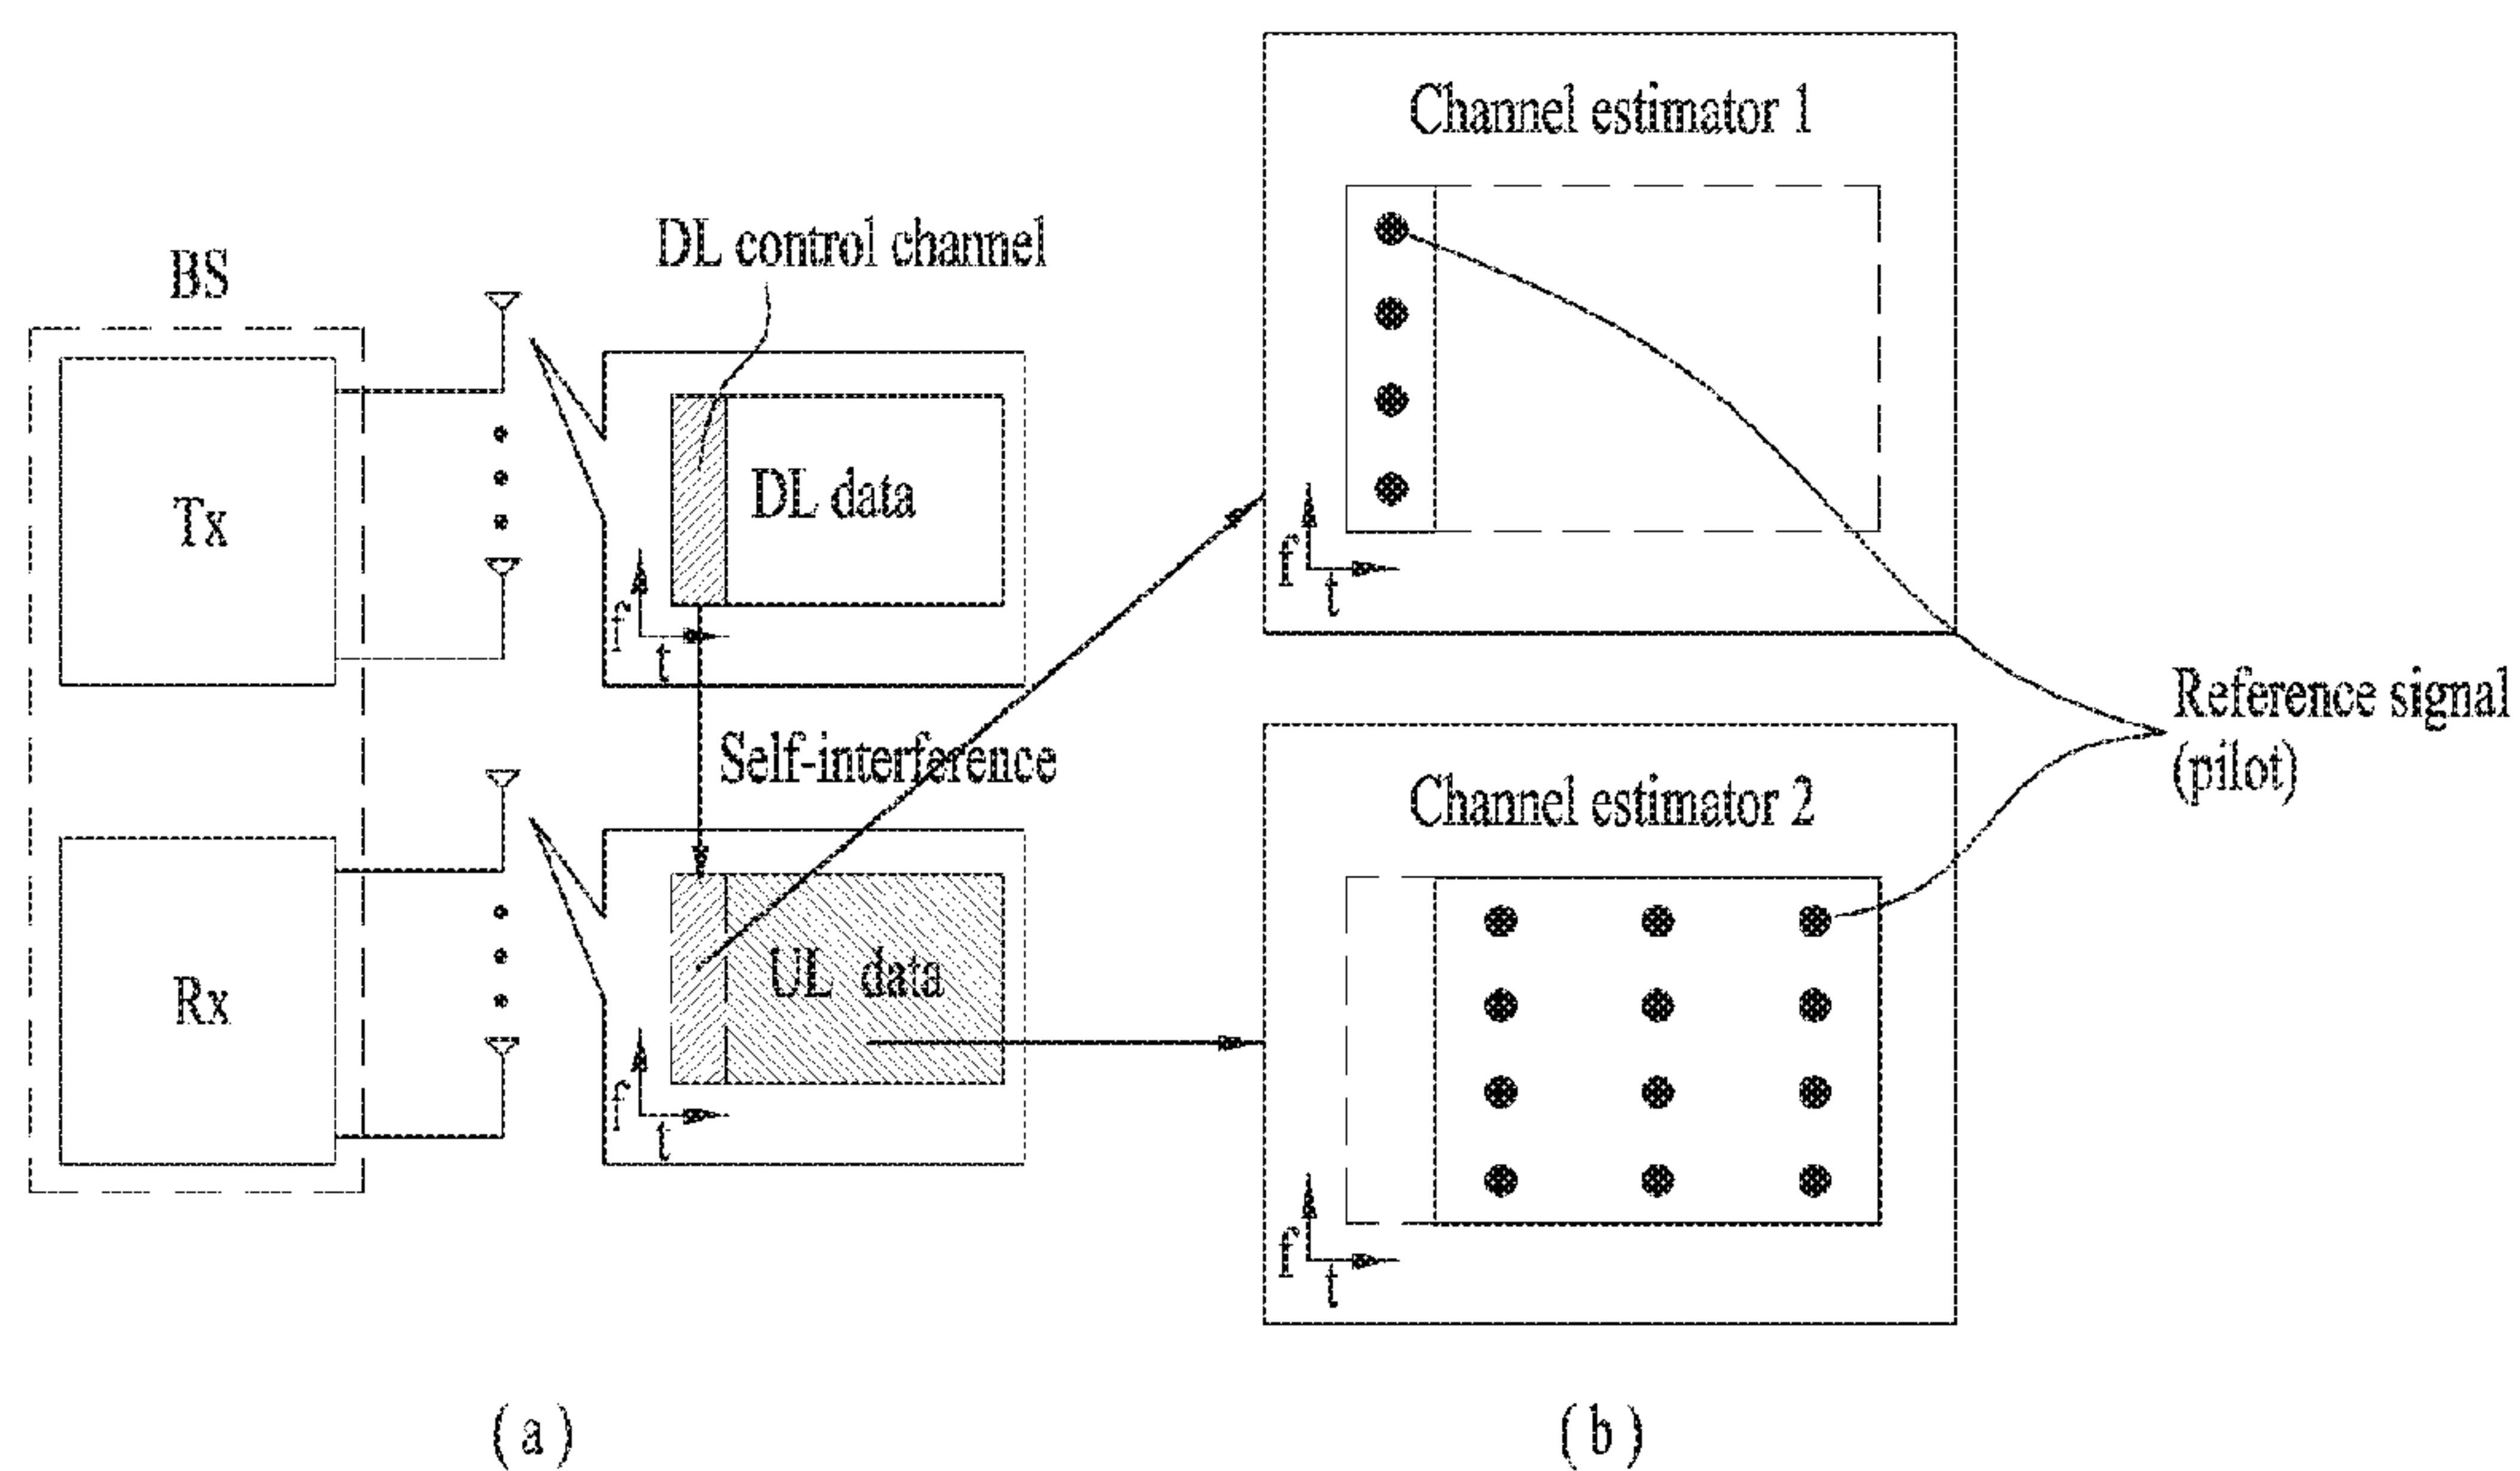 BS
Tx
Rx
DL control channel
DL data
f
t
Self-interference
UL data
f
t
(a)
Channel estimator 1
f
t
Channel estimator 2
f
t
Reference signal
(pilot)
(b)